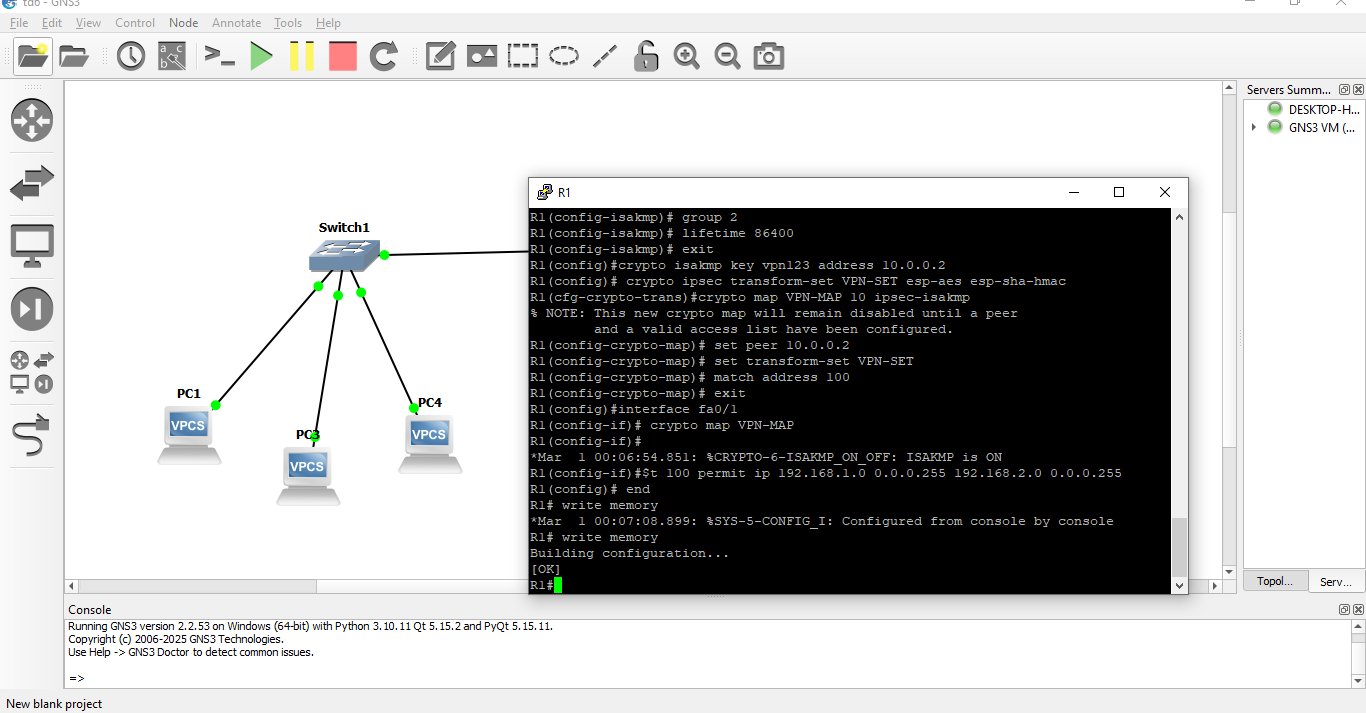 td6 - GNS3
File Edit View Control Node Annotate Tools Help
Servers Summ...
DESKTOP-H...
GNS3 VM (...
Switch1
PC1
VPCS
PC3
VPCS
PC4
VPCS
R1
R1(config-isakmp)# group 2
R1(config-isakmp)# lifetime 86400
R1(config-isakmp)# exit
R1(config)#crypto isakmp key vpn123 address 10.0.0.2
R1(config)# crypto ipsec transform-set VPN-SET esp-aes esp-sha-hmac
R1(cfg-crypto-trans)#crypto map VPN-MAP 10 ipsec-isakmp
% NOTE: This new crypto map will remain disabled until a peer
and a valid access list have been configured.
R1(config-crypto-map)# set peer 10.0.0.2
R1(config-crypto-map)# set transform-set VPN-SET
R1(config-crypto-map)# match address 100
R1(config-crypto-map)# exit
R1(config)#interface fa0/1
R1(config-if)# crypto map VPN-MAP
R1(config-if)#
*Mar  1 00:06:54.851: %CRYPTO-6-ISAKMP_ON_OFF: ISAKMP is ON
R1(config-if)#$t 100 permit ip 192.168.1.0 0.0.0.255 192.168.2.0 0.0.0.255
R1(config)# end
R1# write memory
*Mar  1 00:07:08.899: %SYS-5-CONFIG_I: Configured from console by console
R1# write memory
Building configuration...
[OK]
R1#
Topol... Serv...
Console
Running GNS3 version 2.2.53 on Windows (64-bit) with Python 3.10.11 Qt 5.15.2 and PyQt 5.15.11.
Copyright (c) 2006-2025 GNS3 Technologies.
Use Help -> GNS3 Doctor to detect common issues.
=>
New blank project